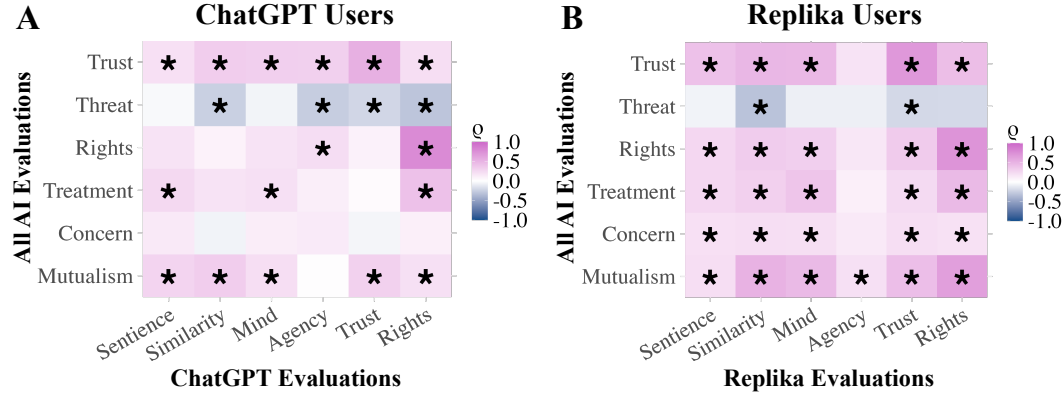 A
ChatGPT Users
All AI Evaluations
Trust
* * * * * *
Threat
* * * *
Rights
* *
Treatment
* * *
Concern
Mutualism
* * * * *
Sentience
Similarity
Mind
Agency
Trust
Rights
ChatGPT Evaluations
ϱ
1.0
0.5
0.0
-0.5
-1.0
B
Replika Users
All AI Evaluations
Trust
* * * * *
Threat
* *
Rights
* * * * *
Treatment
* * * * *
Concern
* * * * *
Mutualism
* * * * * *
Sentience
Similarity
Mind
Agency
Trust
Rights
Replika Evaluations
ϱ
1.0
0.5
0.0
-0.5
-1.0